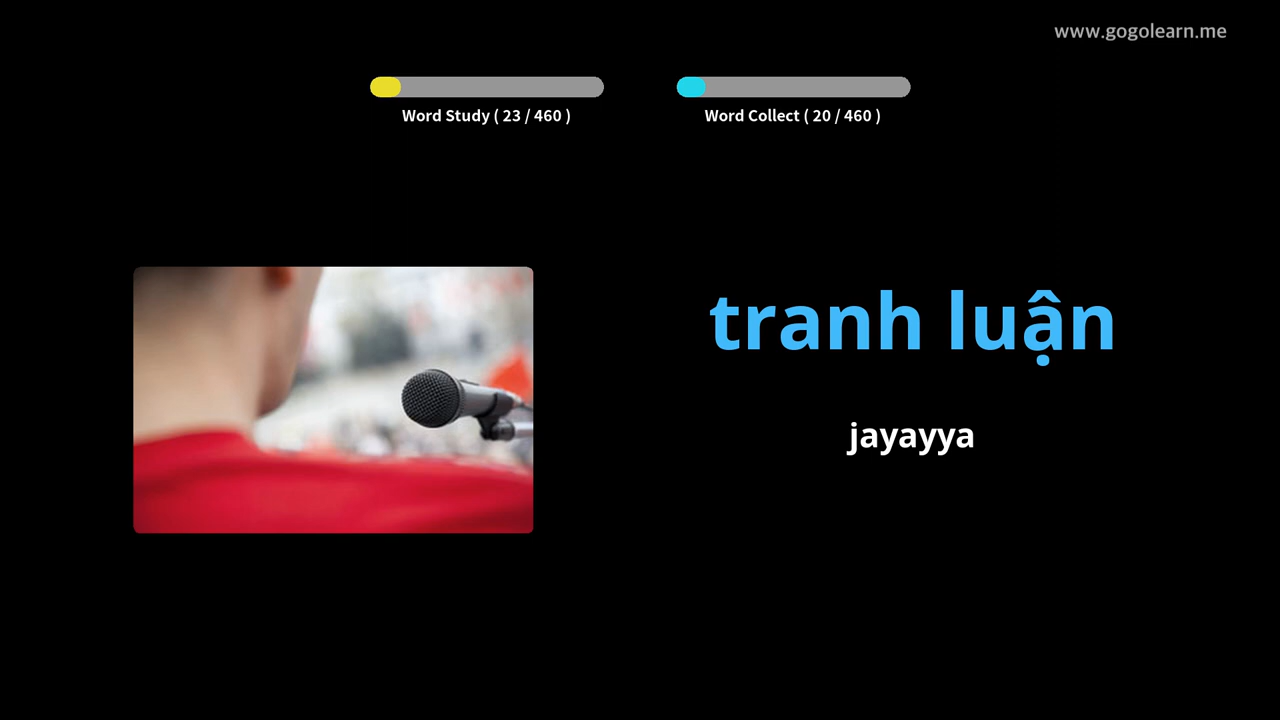 www.gogolearn.me
Word Study ( 23 / 460 )
Word Collect ( 20 / 460 )
tranh luận
jayayya